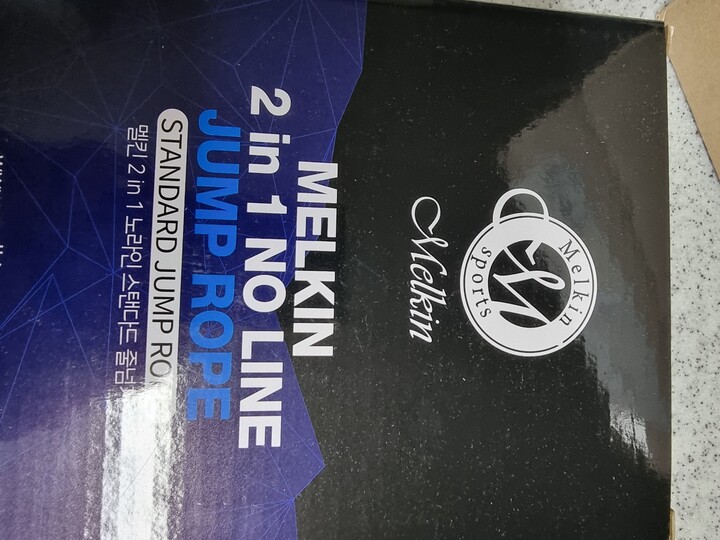 Melkin
sports
Melkin
MELKIN
2 in 1 NO LINE
JUMP ROPE
STANDARD JUMP
멜킨 2 in 1 노라인 스탠다드 줄넘